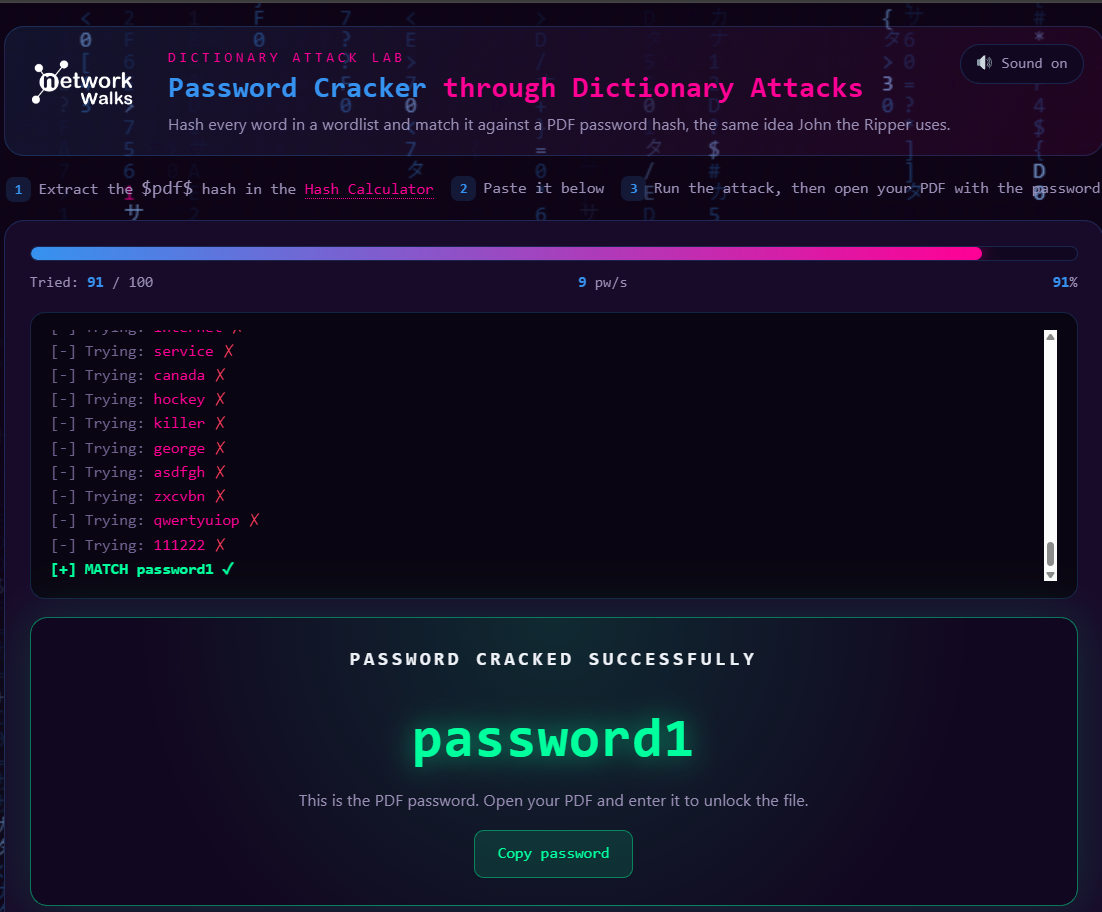 network
Walks
DICTIONARY ATTACK LAB
Password Cracker through Dictionary Attacks
Hash every word in a wordlist and match it against a PDF password hash, the same idea John the Ripper uses.
Sound on
1 Extract the $pdf$ hash in the Hash Calculator 2 Paste it below 3 Run the attack, then open your PDF with the password
Tried: 91 / 100 9 pw/s 91%
[-] Trying: internet ✗
[-] Trying: service ✗
[-] Trying: canada ✗
[-] Trying: hockey ✗
[-] Trying: killer ✗
[-] Trying: george ✗
[-] Trying: asdfgh ✗
[-] Trying: zxcvbn ✗
[-] Trying: qwertyuiop ✗
[-] Trying: 111222 ✗
[+] MATCH password1 ✓
PASSWORD CRACKED SUCCESSFULLY
password1
This is the PDF password. Open your PDF and enter it to unlock the file.
Copy password